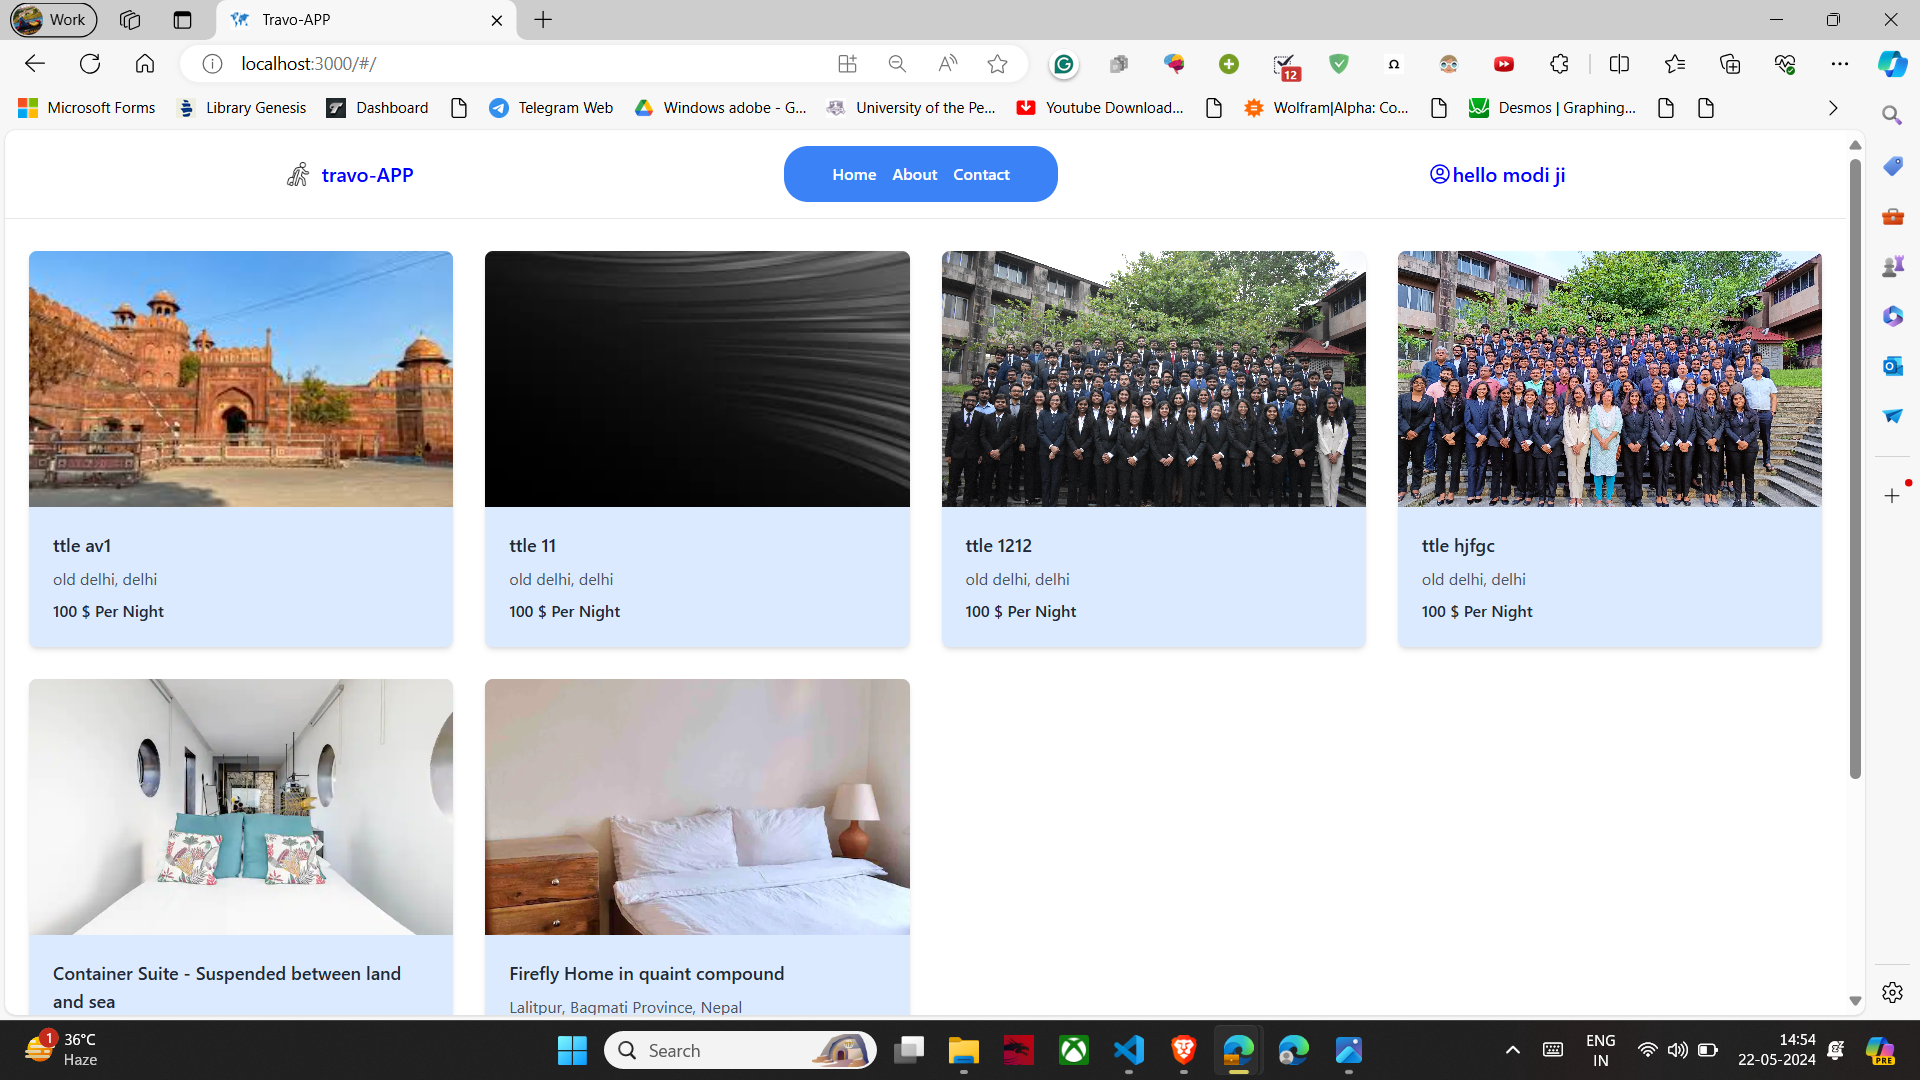 Work
Travo-APP
localhost:3000/#/
12
Microsoft Forms
Library Genesis
Dashboard
Telegram Web
Windows adobe - G...
University of the Pe...
Youtube Download...
Wolfram|Alpha: Co...
Desmos | Graphing...
travo-APP
Home
About
Contact
hello modi ji
ttle av1
old delhi, delhi
100 $ Per Night
ttle 11
old delhi, delhi
100 $ Per Night
ttle 1212
old delhi, delhi
100 $ Per Night
ttle hjfgc
old delhi, delhi
100 $ Per Night
Container Suite - Suspended between land
and sea
Firefly Home in quaint compound
Lalitpur, Bagmati Province, Nepal
1
36°C
Haze
Search
ENG
IN
14:54
22-05-2024
PRE